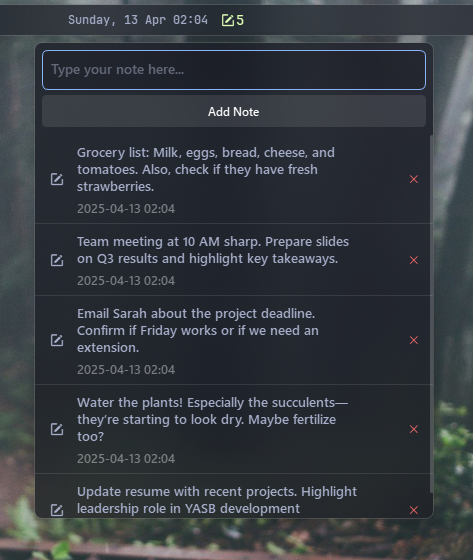 Sunday, 13 Apr 02:04 5
Type your note here...
Add Note
Grocery list: Milk, eggs, bread, cheese, and
tomatoes. Also, check if they have fresh
strawberries.
2025-04-13 02:04
Team meeting at 10 AM sharp. Prepare slides
on Q3 results and highlight key takeaways.
2025-04-13 02:04
Email Sarah about the project deadline.
Confirm if Friday works or if we need an
extension.
2025-04-13 02:04
Water the plants! Especially the succulents—
they're starting to look dry. Maybe fertilize
too?
2025-04-13 02:04
Update resume with recent projects. Highlight
leadership role in YASB development